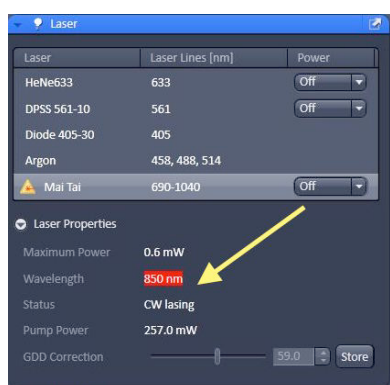 Laser
Laser Laser Lines [nm] Power
HeNe633 633 Off
DPSS 561-10 561 Off
Diode 405-30 405
Argon 458, 488, 514
Mai Tai 690-1040 Off
Laser Properties
Maximum Power 0.6 mW
Wavelength 850 nm
Status CW lasing
Pump Power 257.0 mW
GDD Correction 59.0 Store